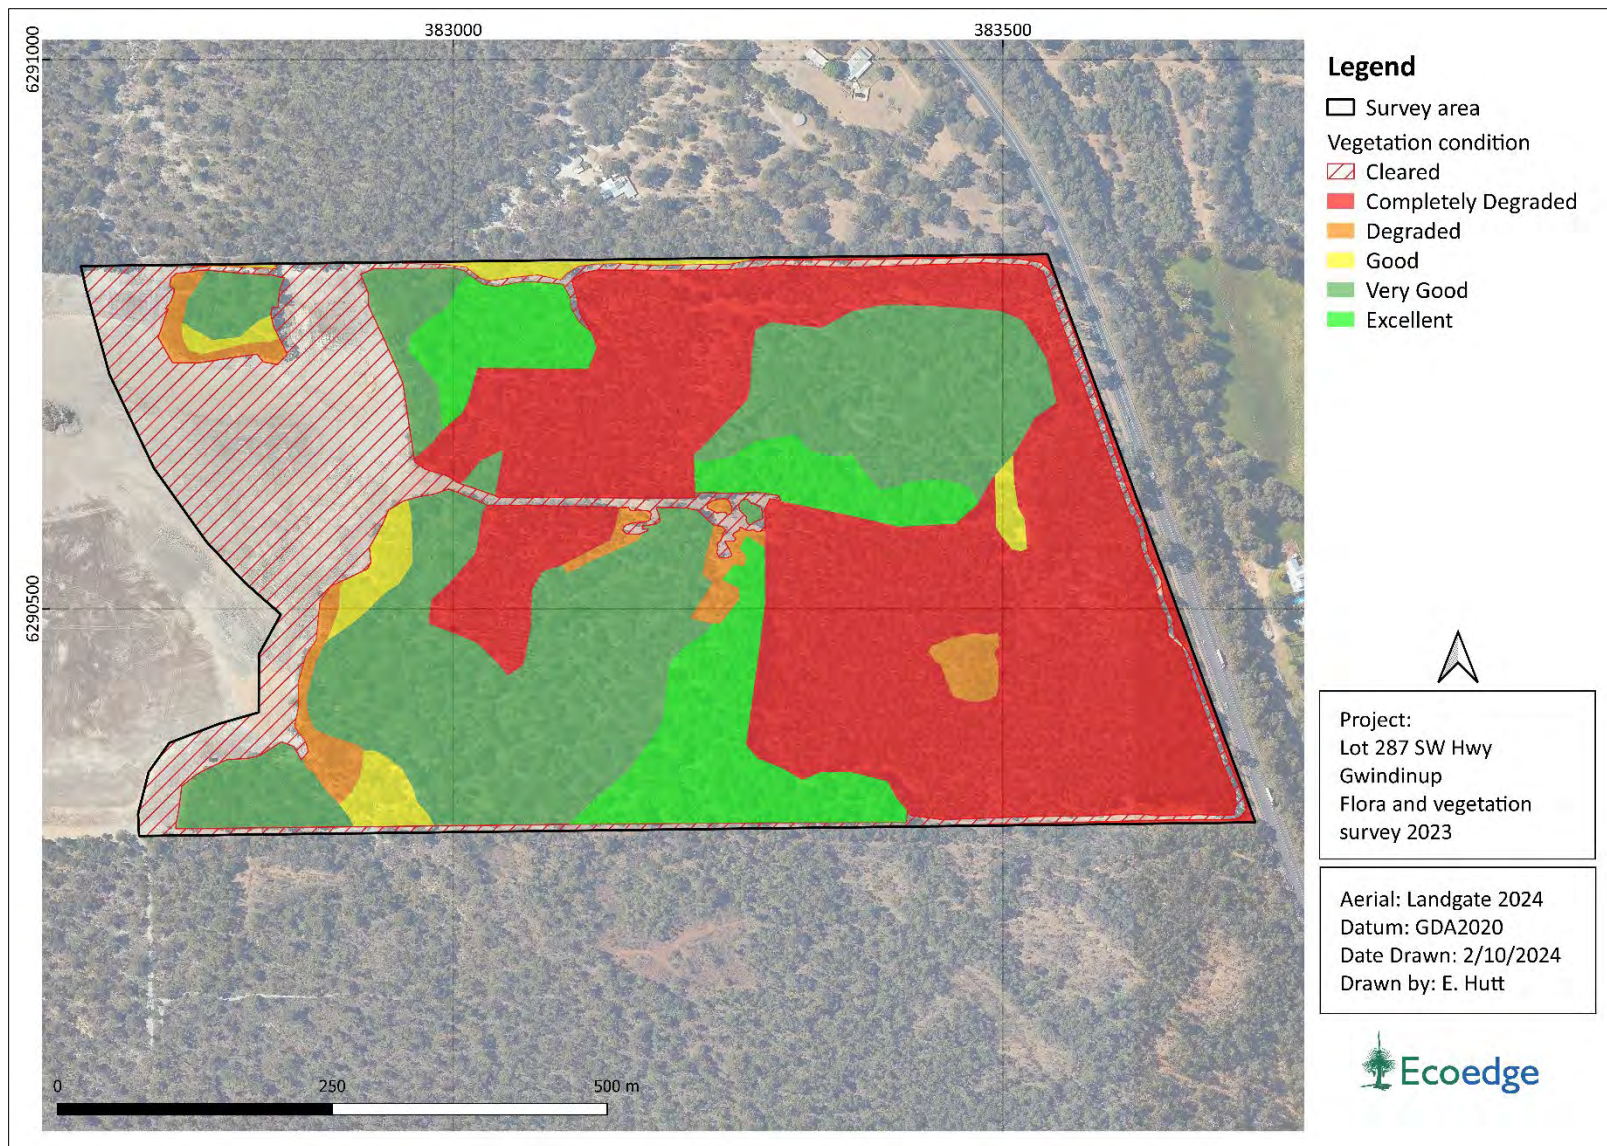 383000
383500
6291000
6290500
Legend
Survey area
Vegetation condition
Cleared
Completely Degraded
Degraded
Good
Very Good
Excellent
Project:
Lot 287 SW Hwy
Gwindinup
Flora and vegetation
survey 2023
Aerial: Landgate 2024
Datum: GDA2020
Date Drawn: 2/10/2024
Drawn by: E. Hutt
Ecoedge
0
250
500 m